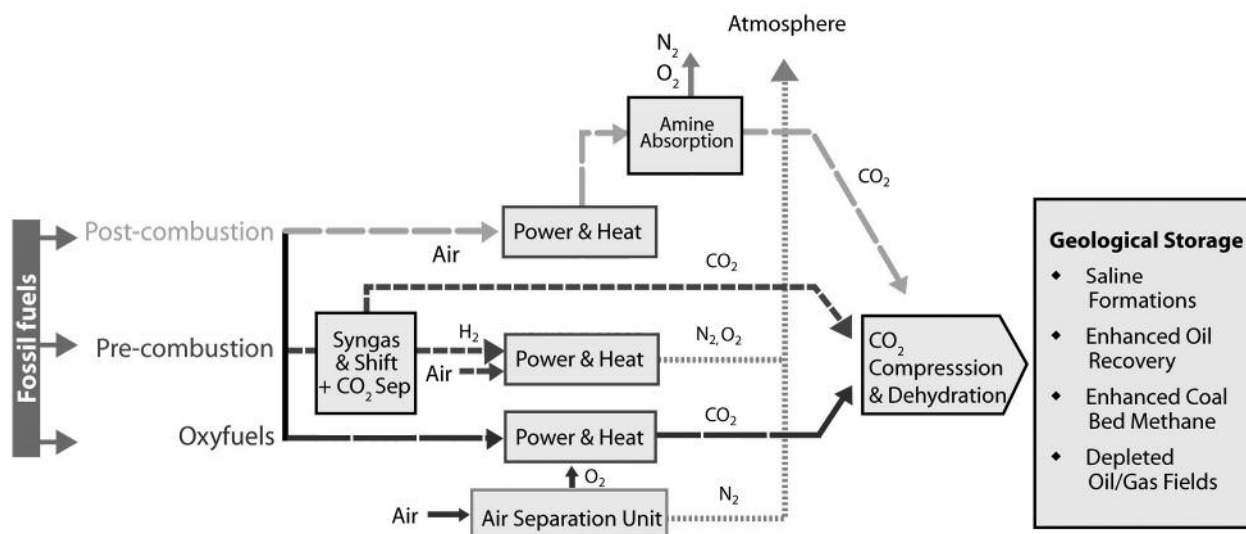 Atmosphere
N₂
O₂
Amine
Absorption
CO₂
Fossil fuels
Post-combustion
Air
Power & Heat
CO₂
Pre-combustion
Syngas
& Shift
+ CO₂ Sep
H₂
Air
Power & Heat
N₂, O₂
Oxyfuels
Power & Heat
CO₂
O₂
Air
Air Separation Unit
N₂
CO₂
Compresssion
& Dehydration
Geological Storage
◆ Saline
Formations
◆ Enhanced Oil
Recovery
◆ Enhanced Coal
Bed Methane
◆ Depleted
Oil/Gas Fields